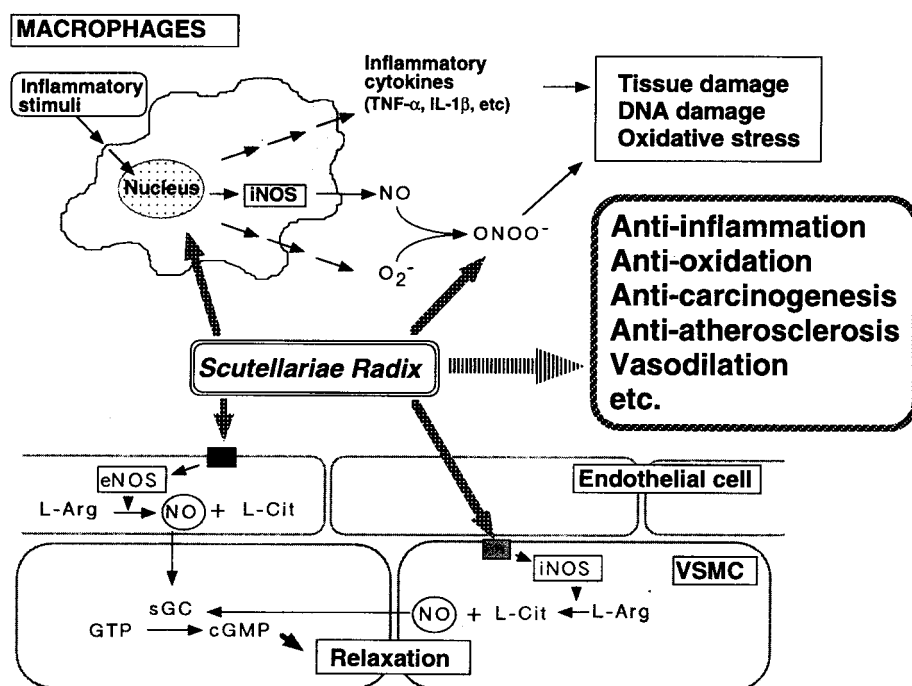 MACROPHAGES
Inflammatory
stimuli
Nucleus
iNOS
NO
O2-
ONOO-
Inflammatory
cytokines
(TNF-α, IL-1β, etc)
Tissue damage
DNA damage
Oxidative stress
Anti-inflammation
Anti-oxidation
Anti-carcinogenesis
Anti-atherosclerosis
Vasodilation
etc.
Scutellariae Radix
eNOS
L-Arg
NO + L-Cit
Endothelial cell
VSMC
iNOS
NO + L-Cit
L-Arg
sGC
GTP
cGMP
Relaxation